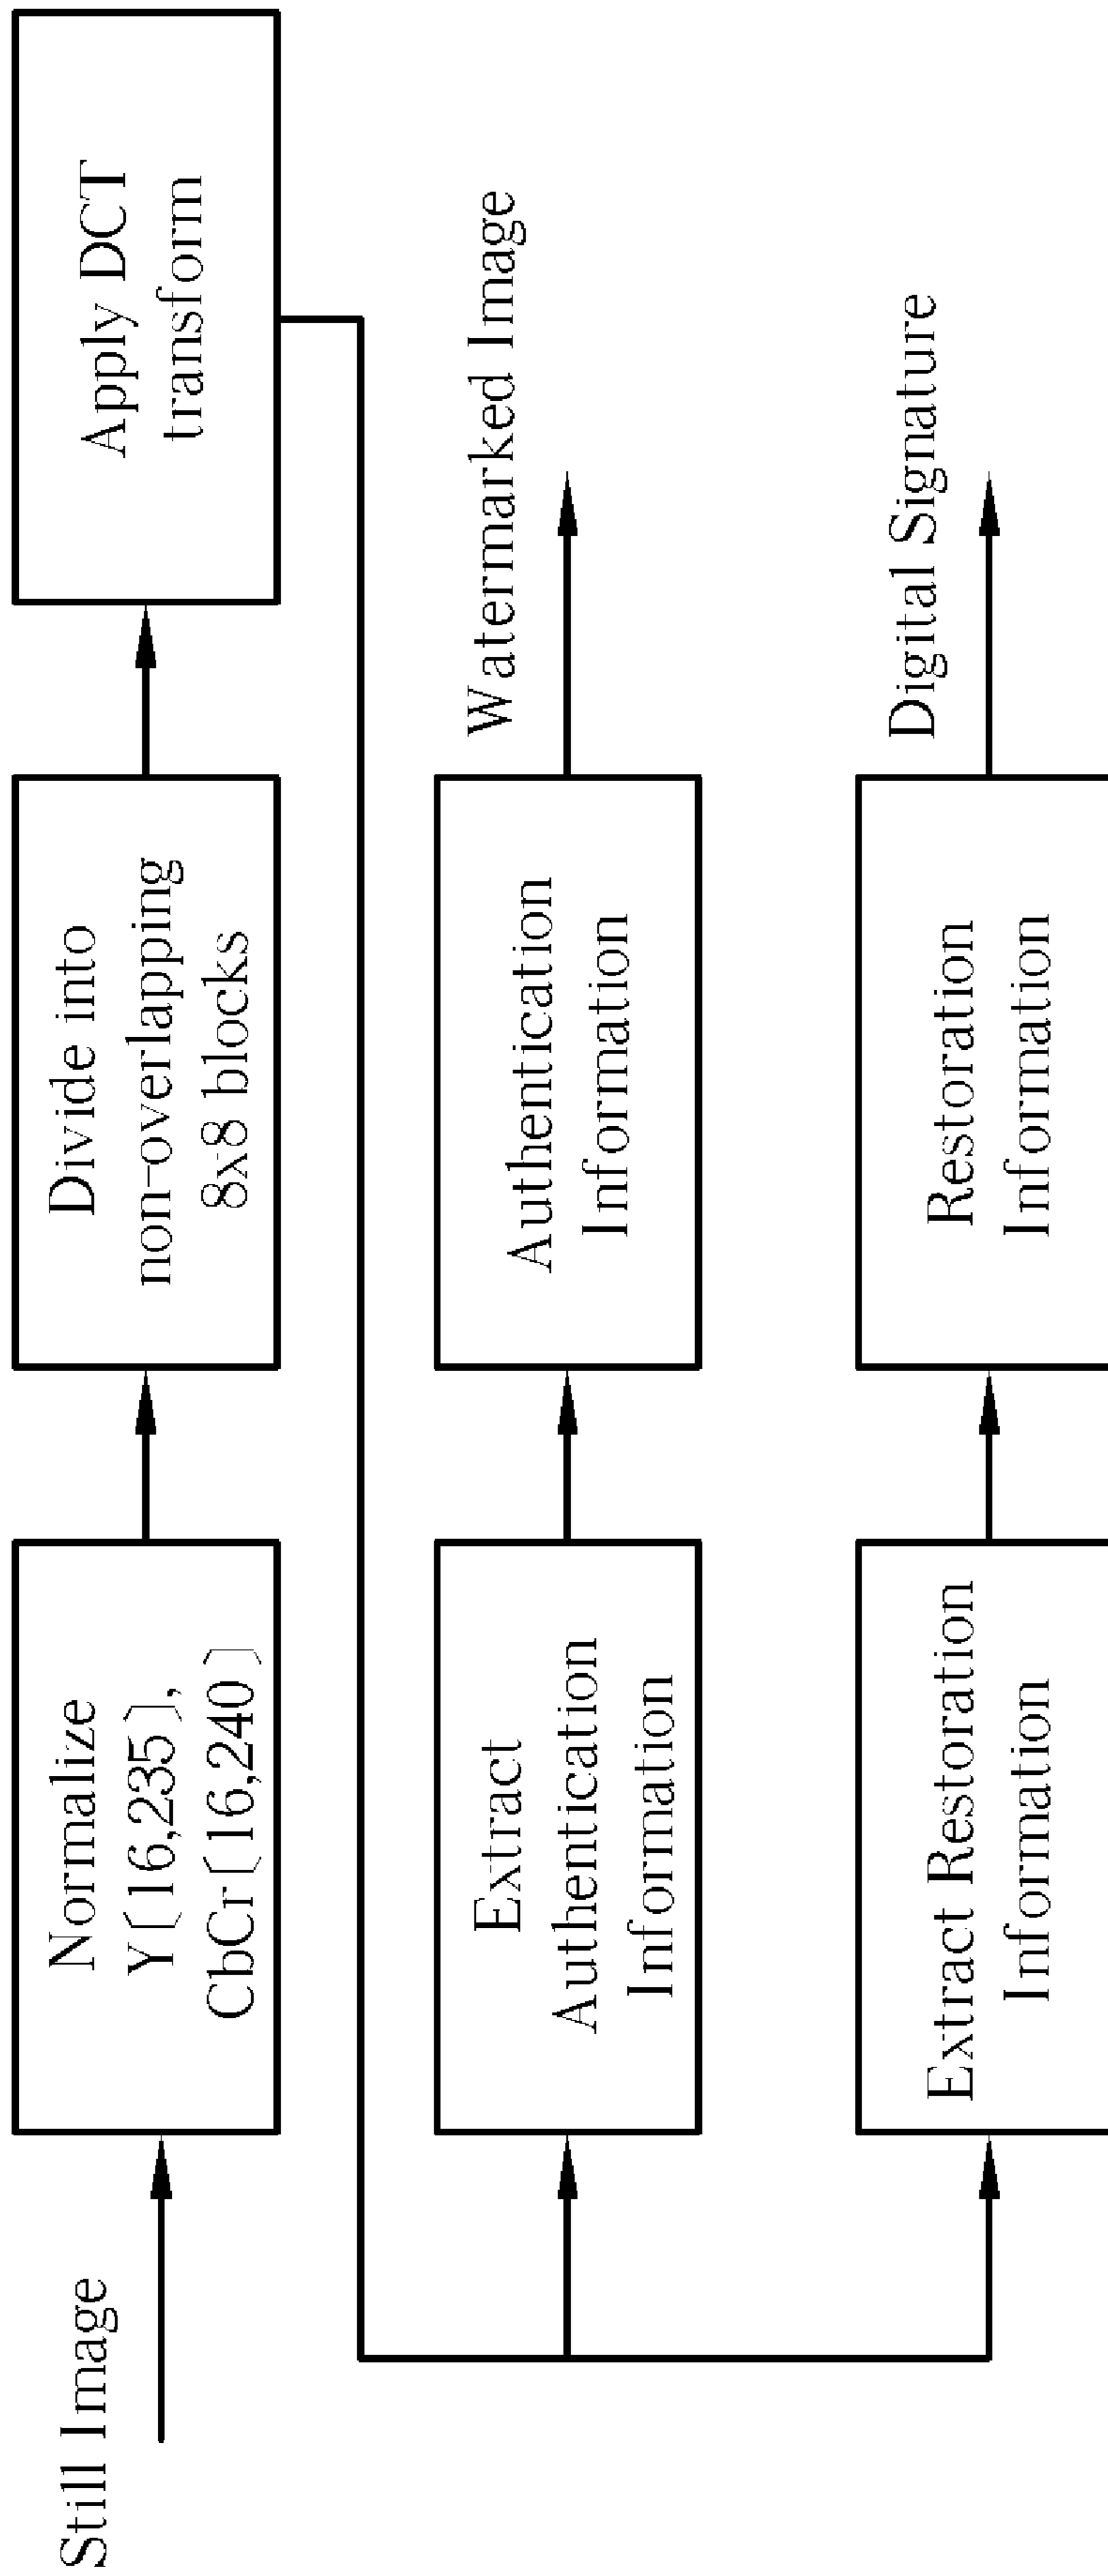 Still Image
Normalize
Y[16,235],
CbCr[16,240]
Divide into
non-overlapping
8x8 blocks
Apply DCT
transform
Extract
Authentication
Information
Authentication
Information
Watermarked Image
Extract Restoration
Information
Restoration
Information
Digital Signature